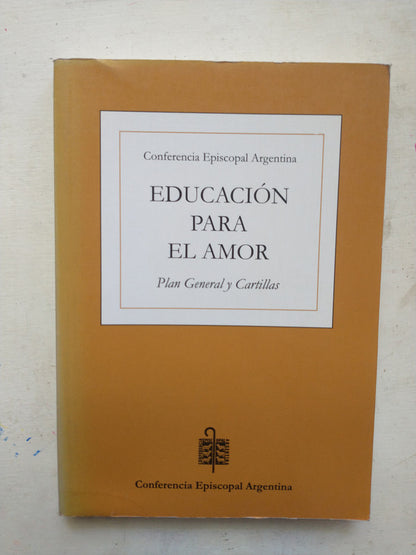 Conferencia Episcopal Argentina
EDUCACIÓN
PARA
EL AMOR
Plan General y Cartillas
Conferencia Episcopal Argentina